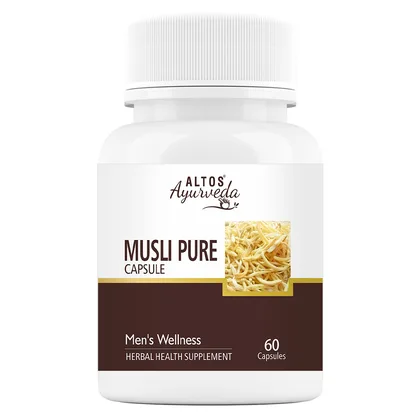 ALTOS®
Ayurveda
MUSLI PURE
CAPSULE
Men's Wellness
HERBAL HEALTH SUPPLEMENT
60
Capsules